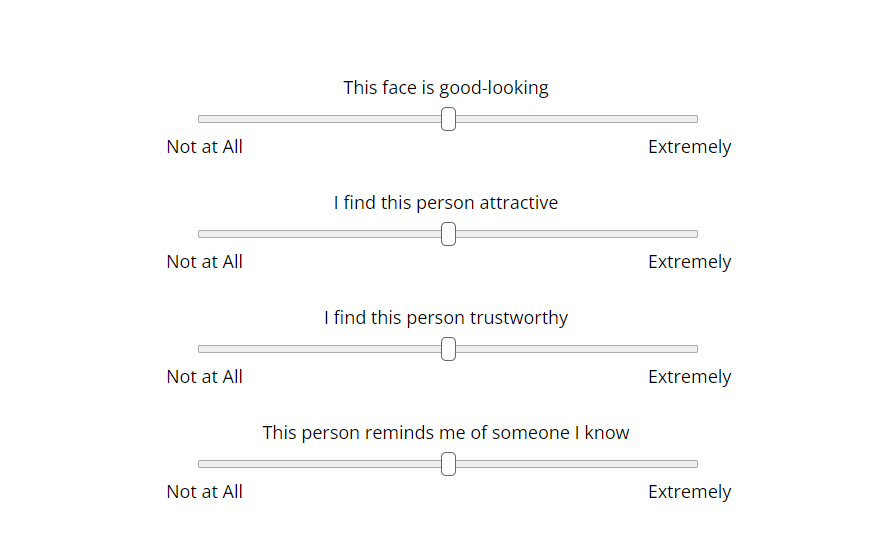 This face is good-looking
Not at All Extremely
I find this person attractive
Not at All Extremely
I find this person trustworthy
Not at All Extremely
This person reminds me of someone I know
Not at All Extremely